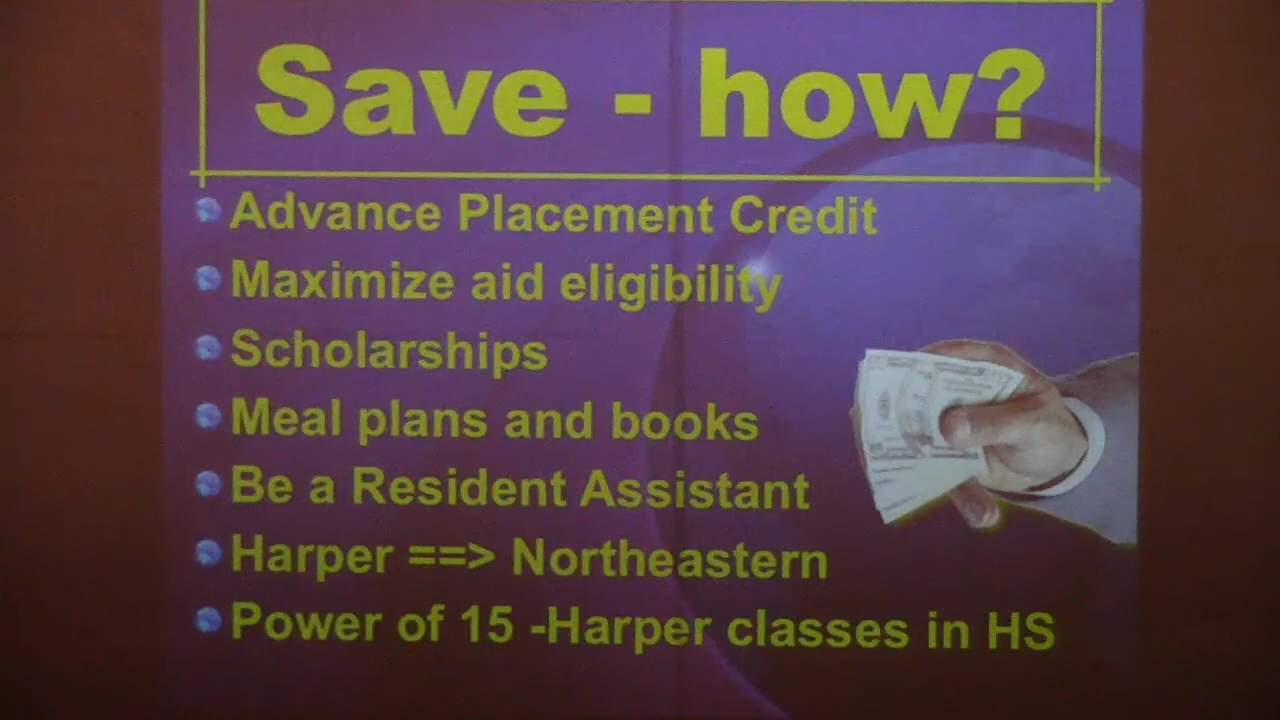 Save - how?
Advance Placement Credit
Maximize aid eligibility
Scholarships
Meal plans and books
Be a Resident Assistant
Harper ==> Northeastern
Power of 15 -Harper classes in HS